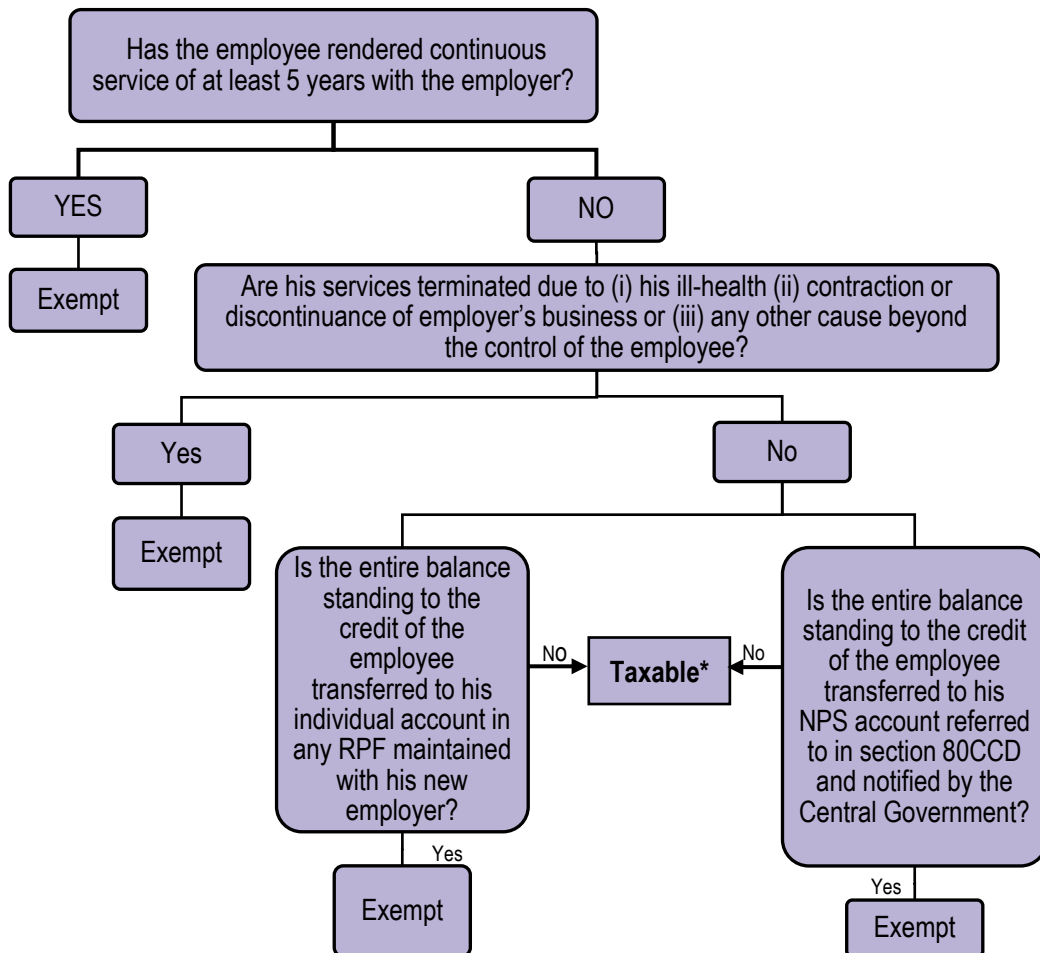 Has the employee rendered continuous
service of at least 5 years with the employer?
YES
NO
Exempt
Are his services terminated due to (i) his ill-health (ii) contraction or
discontinuance of employer’s business or (iii) any other cause beyond
the control of the employee?
Yes
No
Exempt
Is the entire balance
standing to the
credit of the
employee
transferred to his
individual account in
any RPF maintained
with his new
employer?
No
Taxable*
No
Is the entire balance
standing to the credit
of the employee
transferred to his
NPS account referred
to in section 80CCD
and notified by the
Central Government?
Yes
Exempt
Yes
Exempt